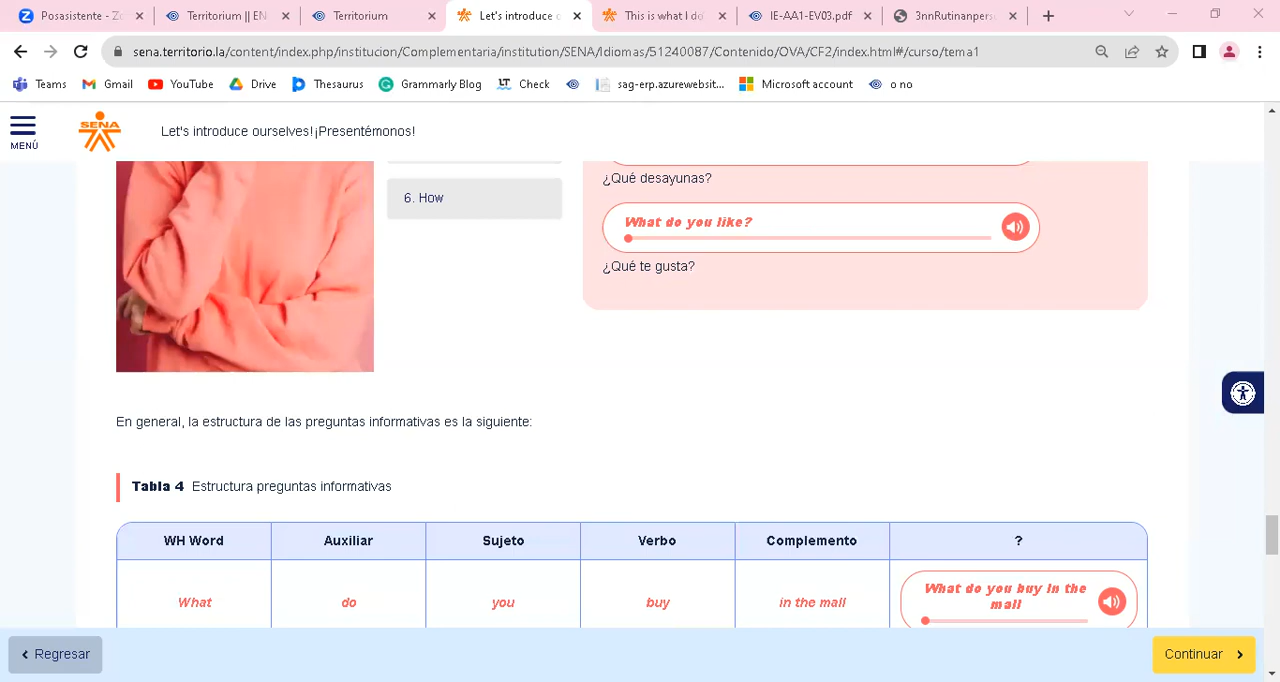 Posasistente - Zo
Territorium || EN
Territorium
Let's introduce o
This is what I do
IE-AA1-EV03.pdf
3nnRutinanpers
sena.territorio.la/content/index.php/institucion/Complementaria/institution/SENA/Idiomas/51240087/Contenido/OVA/CF2/index.html#/curso/tema1
Teams
Gmail
YouTube
Drive
Thesaurus
Grammarly Blog
LT Check
sag-erp.azurewebsit...
Microsoft account
o no
MENÚ
SENA
Let's introduce ourselves!¡Presentémonos!
6. How
¿Qué desayunas?
What do you like?
¿Qué te gusta?
En general, la estructura de las preguntas informativas es la siguiente:
Tabla 4 Estructura preguntas informativas
WH Word
Auxiliar
Sujeto
Verbo
Complemento
?
What
do
you
buy
in the mall
What do you buy in the
mall
Regresar
Continuar